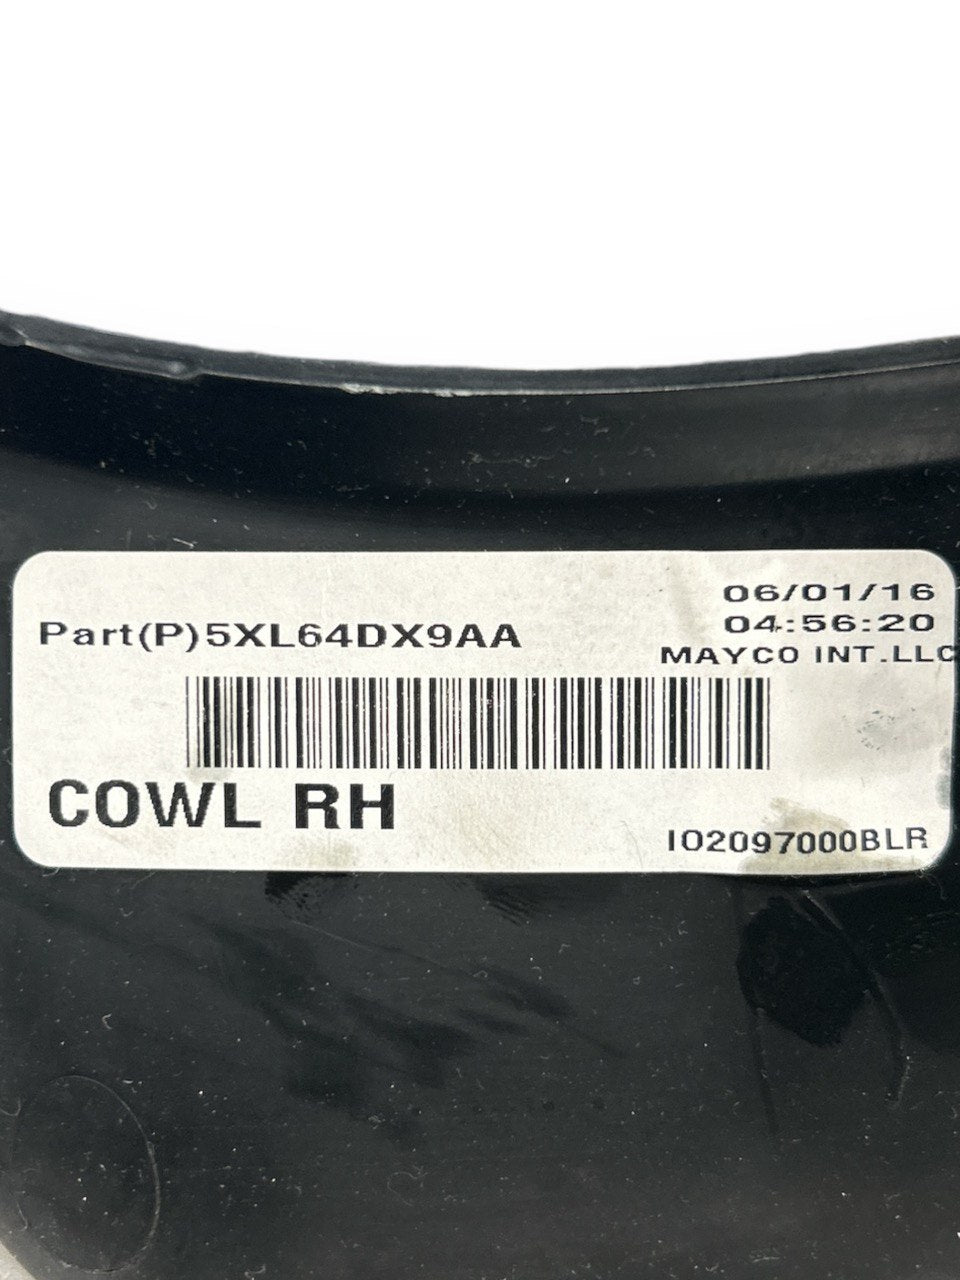 06/01/16
Part(P)5XL64DX9AA
04:56:20
MAYCO INT.LLC
COWL RH
I02097000BLR